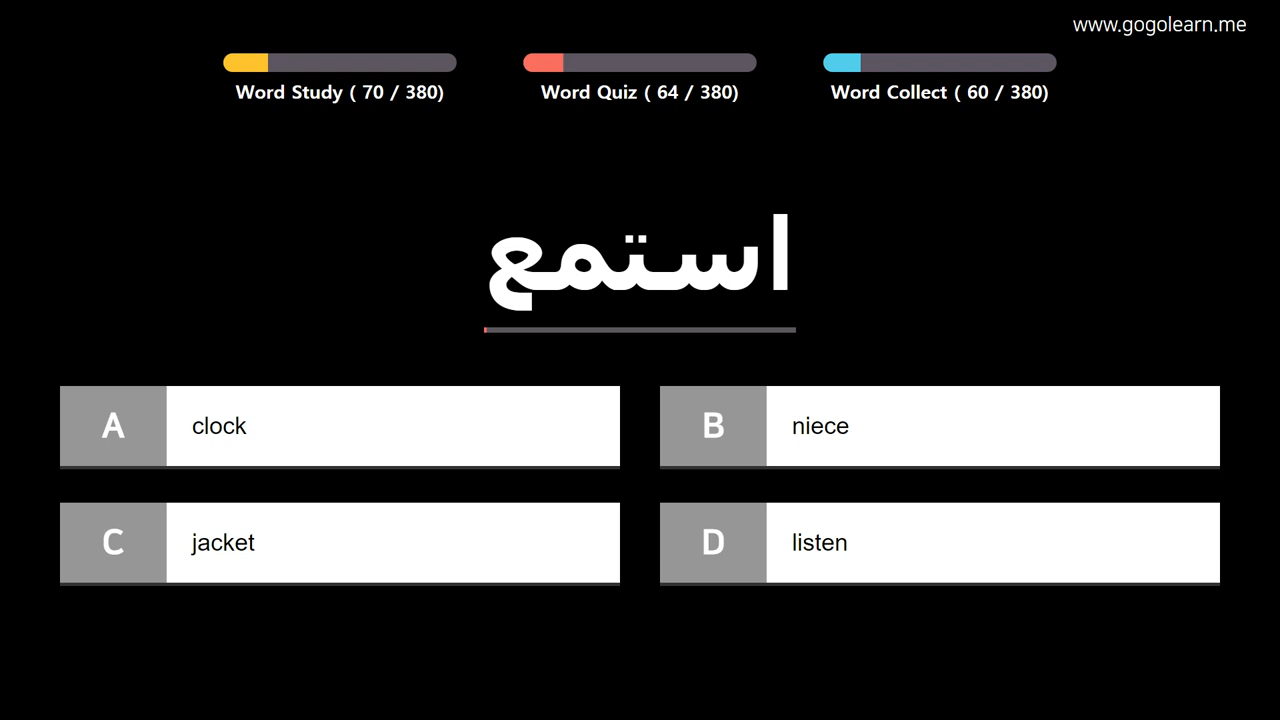 www.gogolearn.me
Word Study ( 70 / 380)
Word Quiz ( 64 / 380)
Word Collect ( 60 / 380)
استمع
A clock
B niece
C jacket
D listen